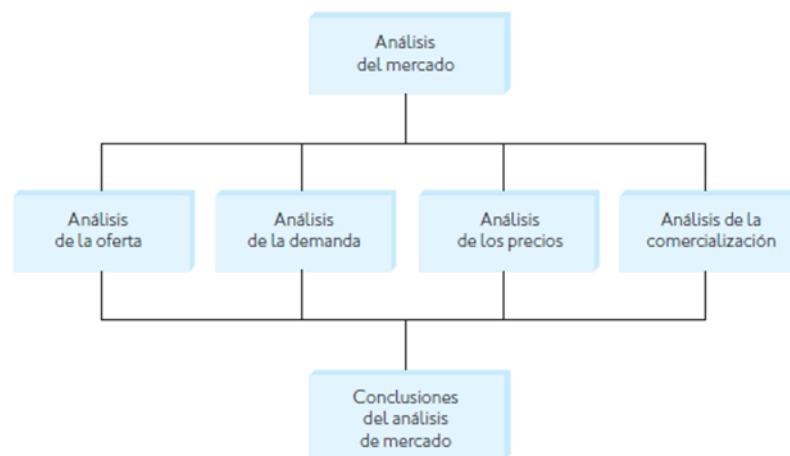 Análisis
del mercado
Análisis
de la oferta
Análisis
de la demanda
Análisis
de los precios
Análisis de la
comercialización
Conclusiones
del análisis
de mercado